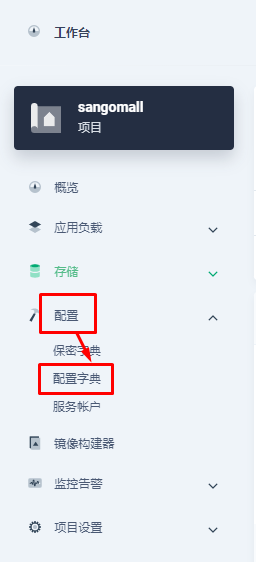 工作台
sangomall
项目
概览
应用负载
存储
配置
保密字典
配置字典
服务帐户
镜像构建器
监控告警
项目设置